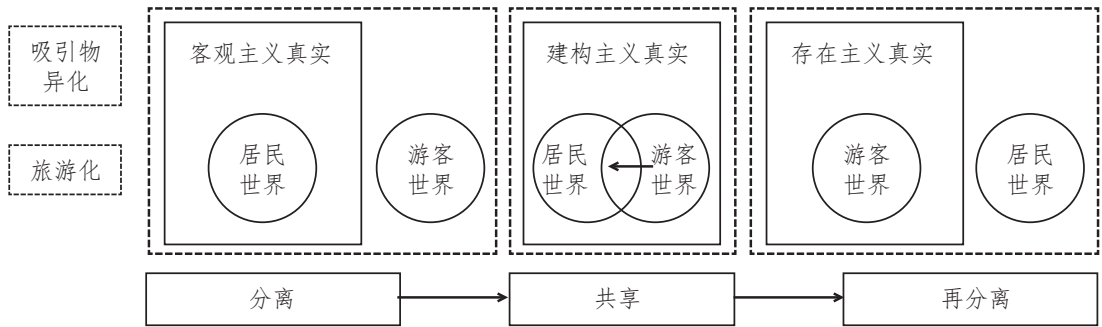 吸引物
异化
旅游化
客观主义真实
居民
世界
游客
世界
建构主义真实
居民
世界
游客
世界
存在主义真实
游客
世界
居民
世界
分离
共享
再分离